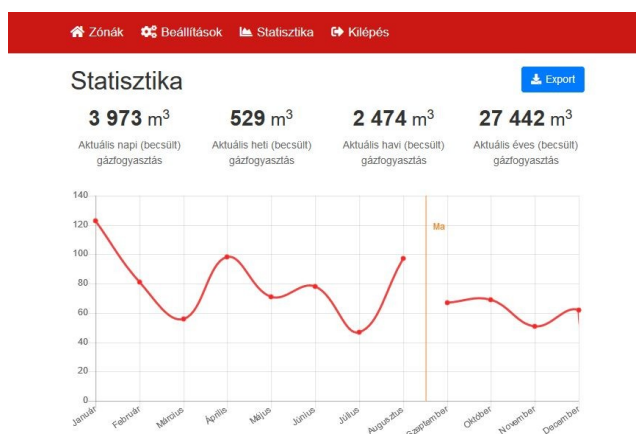 Zónák Beállítások Statisztika Kilépés
Statisztika
Export
3 973 m³ 529 m³ 2 474 m³ 27 442 m³
Aktuális napi (becsült) Aktuális heti (becsült) Aktuális havi (becsült) Aktuális éves (becsült)
gázfogyasztás gázfogyasztás gázfogyasztás gázfogyasztás
140
120
Ma
100
80
60
40
20
0
Január Február Március Április Május Június Július Augusztus Szeptember Október November December